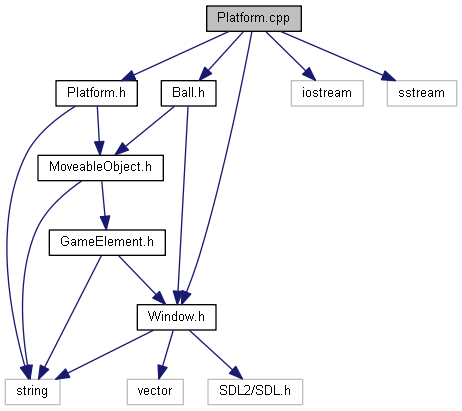 Platform.cpp
Platform.h
Ball.h
iostream
sstream
MoveableObject.h
GameElement.h
Window.h
string
vector
SDL2/SDL.h